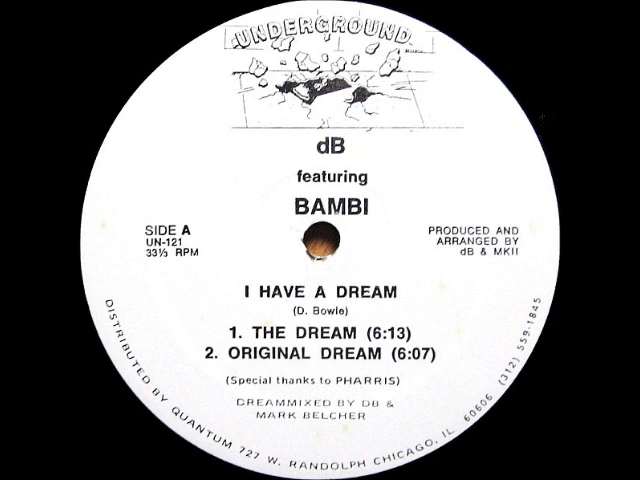 UNDERGROUND
dB
featuring
BAMBI
SIDE A
UN-121
33⅓ RPM
PRODUCED AND
ARRANGED BY
dB & MKII
I HAVE A DREAM
(D. Bowle)
1. THE DREAM (6:13)
2. ORIGINAL DREAM (6:07)
(Special thanks to PHARRIS)
DREAMMIXED BY DB &
MARK BELCHER
DISTRIBUTED BY QUANTUM 727 W. RANDOLPH CHICAGO, IL 60606 (312) 559-1845